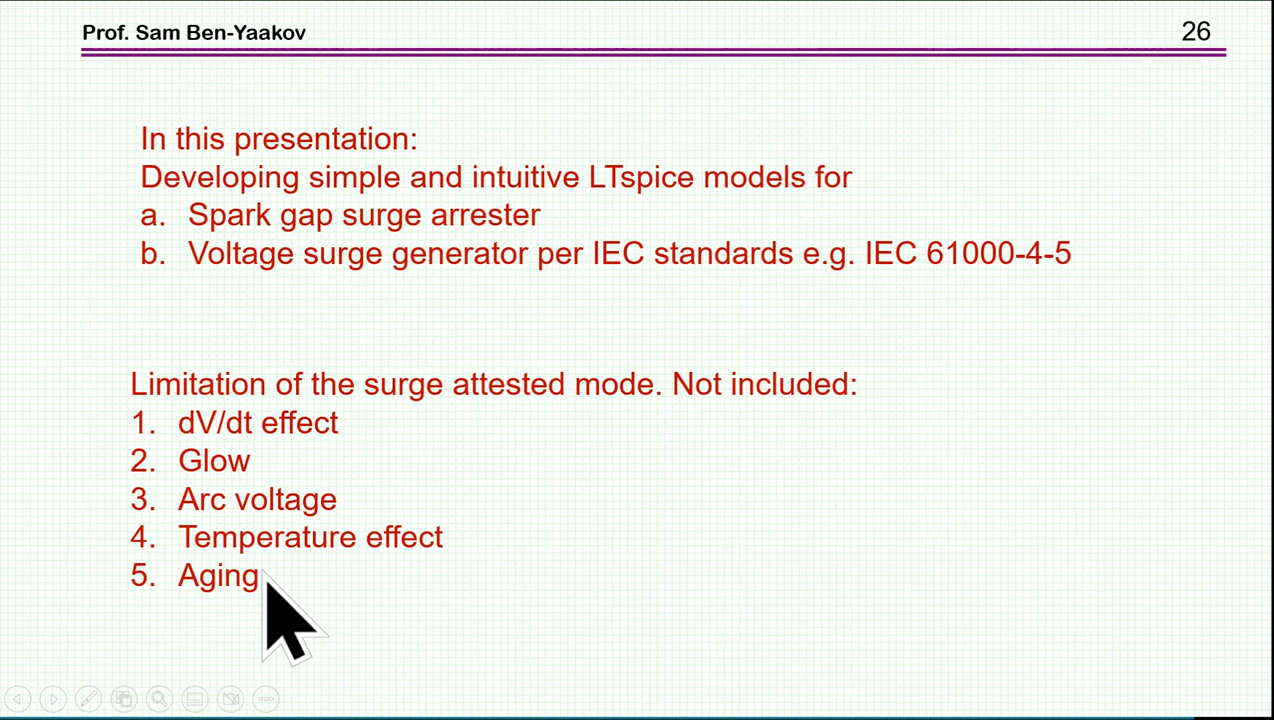 Prof. Sam Ben-Yaakov
26
In this presentation:
Developing simple and intuitive LTspice models for
a. Spark gap surge arrester
b. Voltage surge generator per IEC standards e.g. IEC 61000-4-5
Limitation of the surge attested mode. Not included:
1. dV/dt effect
2. Glow
3. Arc voltage
4. Temperature effect
5. Aging